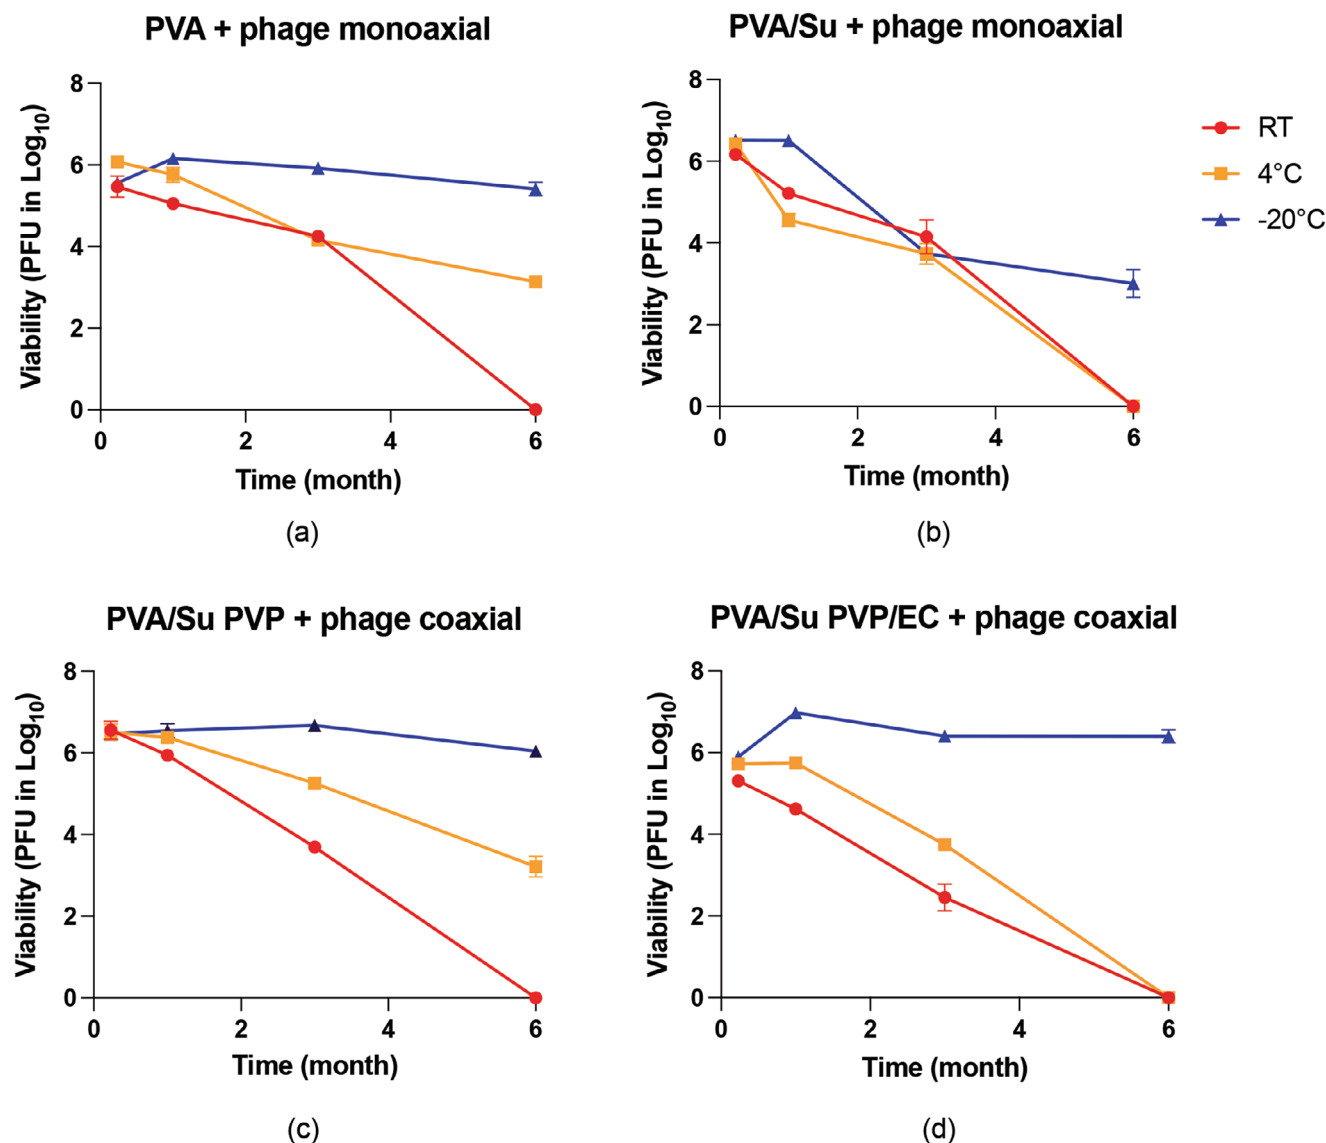 PVA + phage monoaxial
Viability (PFU in Log10)
8
6
4
2
0
0 2 4 6
Time (month)
(a)
PVA/Su + phage monoaxial
Viability (PFU in Log10)
8
6
4
2
0
0 2 4 6
Time (month)
(b)
RT
4°C
-20°C
PVA/Su PVP + phage coaxial
Viability (PFU in Log10)
8
6
4
2
0
0 2 4 6
Time (month)
(c)
PVA/Su PVP/EC + phage coaxial
Viability (PFU in Log10)
8
6
4
2
0
0 2 4 6
Time (month)
(d)